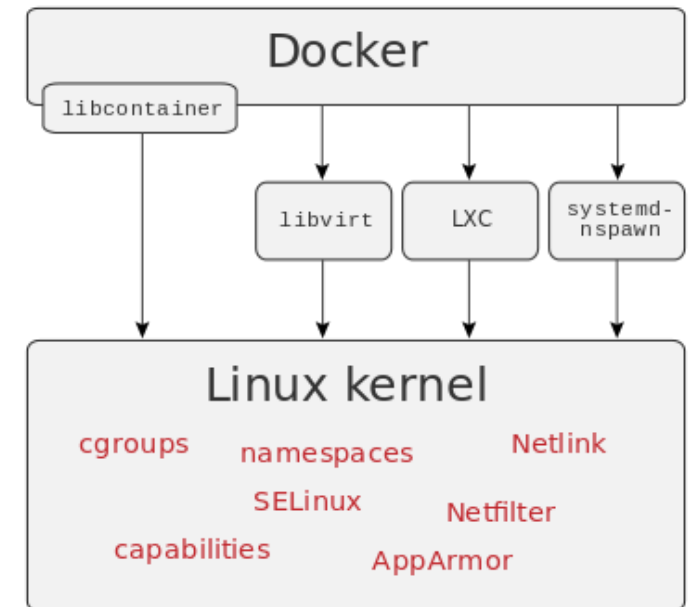 Docker
libcontainer
libvirt
LXC
systemd-
nspawn
Linux kernel
cgroups
namespaces
Netlink
SELinux
Netfilter
capabilities
AppArmor